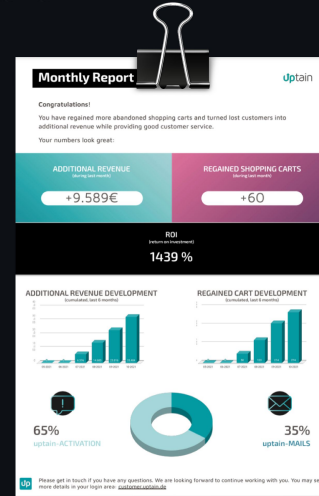 Monthly Report
uptain
Congratulations!
You have regained more abandoned shopping carts and turned lost customers into
additional revenue while providing good customer service.
Your numbers look great:
ADDITIONAL REVENUE
(during last month)
+9.589€
REGAINED SHOPPING CARTS
(during last month)
+60
ROI
(return on investment)
1439 %
ADDITIONAL REVENUE DEVELOPMENT
(cumulated, last 6 months)
REGAINED CART DEVELOPMENT
(cumulated, last 6 months)
65%
uptain-ACTIVATION
35%
uptain-MAILS
up
Please get in touch if you have any questions. We are looking forward to continue working with you. You may se
more details in your login area: customer.uptain.de